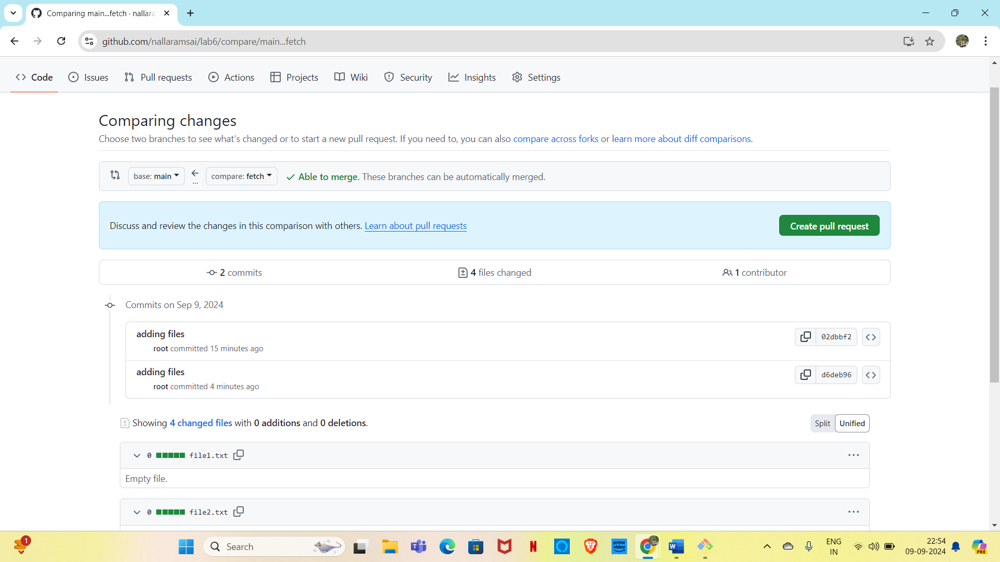 Comparing main...fetch · nallara
github.com/nallaramsai/lab6/compare/main...fetch
Code Issues Pull requests Actions Projects Wiki Security Insights Settings
Comparing changes
Choose two branches to see what's changed or to start a new pull request. If you need to, you can also compare across forks or learn more about diff comparisons.
base: main ... compare: fetch Able to merge. These branches can be automatically merged.
Discuss and review the changes in this comparison with others. Learn about pull requests Create pull request
2 commits 4 files changed 1 contributor
Commits on Sep 9, 2024
adding files
02dbbf2
root committed 15 minutes ago
adding files
d6deb96
root committed 4 minutes ago
Showing 4 changed files with 0 additions and 0 deletions. Split Unified
0 file1.txt
Empty file.
0 file2.txt
1 Search prime video ENG IN 22:54 09-09-2024 PRE